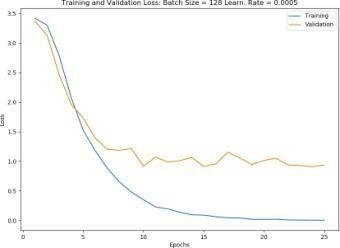 Training and Validation Loss: Batch Size = 128 Learn. Rate = 0.0005
Training
Validation
3.5
3.0
2.5
2.0
1.5
1.0
0.5
0.0
Loss
0
5
10
15
20
25
Epochs